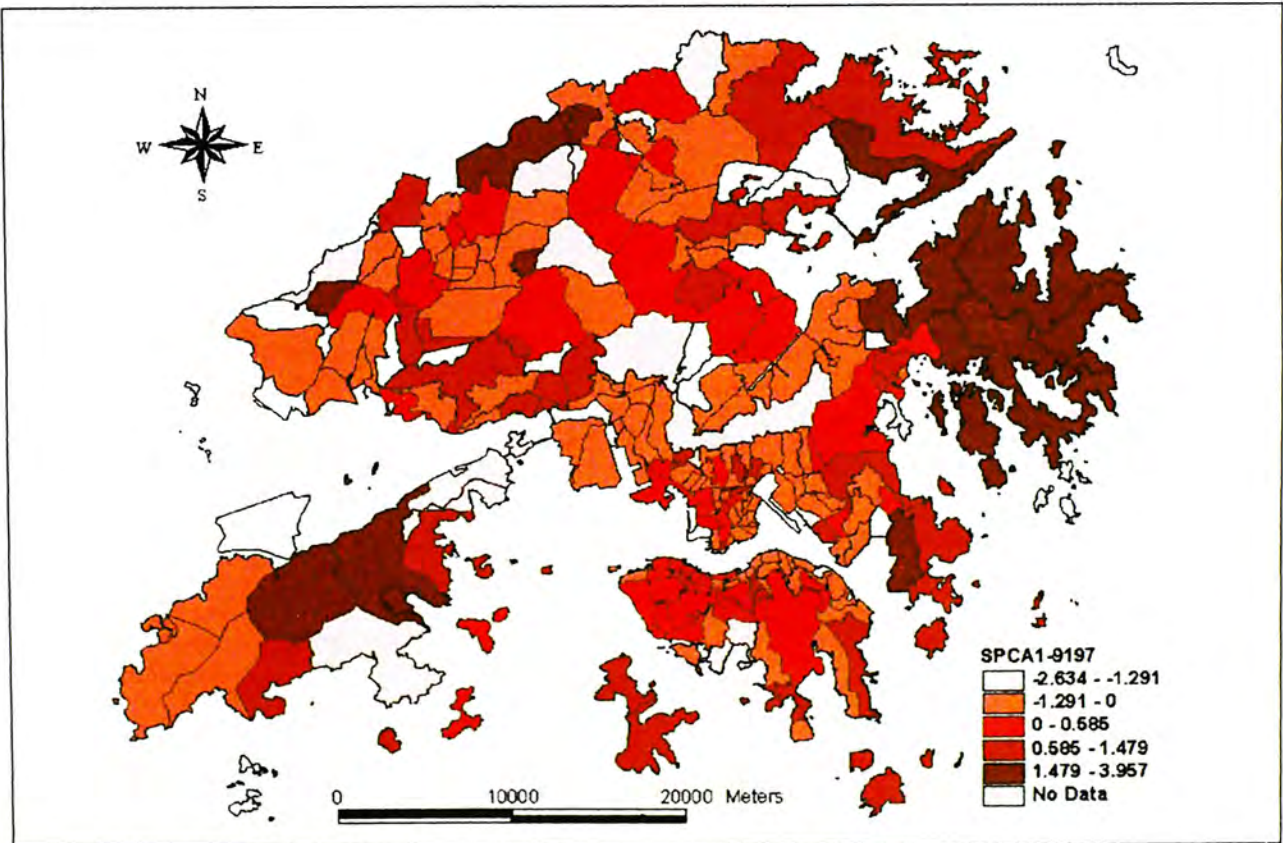 N
W E
S
SPCA1-9197
-2.634 - -1.291
-1.291 - 0
0 - 0.585
0.585 - 1.479
1.479 - 3.957
No Data
0 10000 20000 Meters